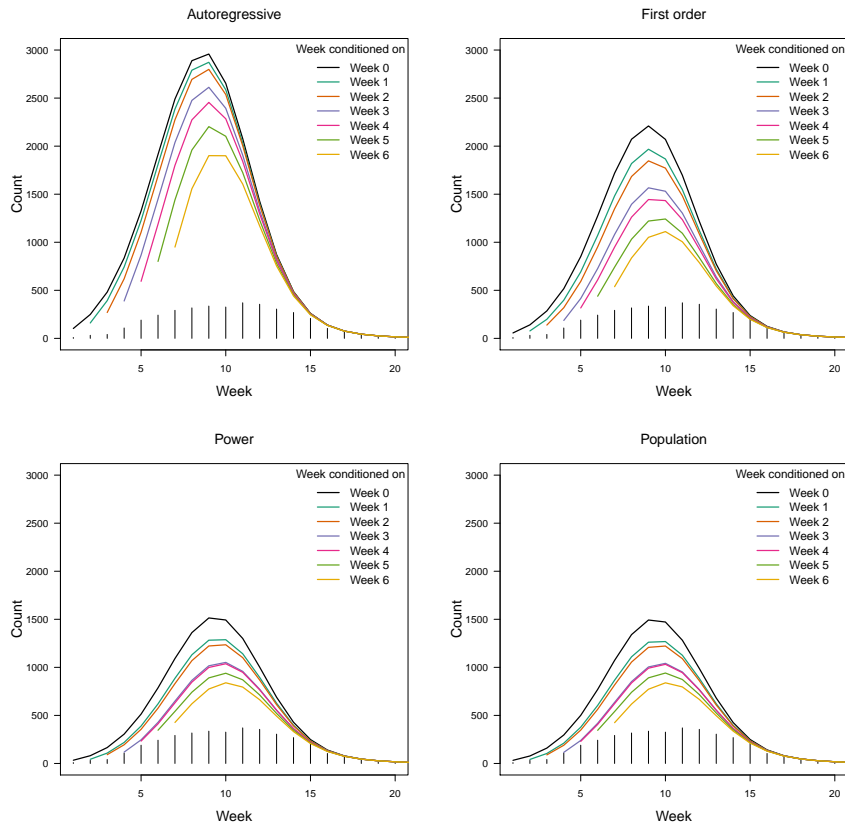 Autoregressive
Week conditioned on
Week 0
Week 1
Week 2
Week 3
Week 4
Week 5
Week 6
3000
2500
2000
1500
1000
500
0
Count
5
10
15
20
Week
First order
Week conditioned on
Week 0
Week 1
Week 2
Week 3
Week 4
Week 5
Week 6
3000
2500
2000
1500
1000
500
0
Count
5
10
15
20
Week
Power
Week conditioned on
Week 0
Week 1
Week 2
Week 3
Week 4
Week 5
Week 6
3000
2500
2000
1500
1000
500
0
Count
5
10
15
20
Week
Population
Week conditioned on
Week 0
Week 1
Week 2
Week 3
Week 4
Week 5
Week 6
3000
2500
2000
1500
1000
500
0
Count
5
10
15
20
Week